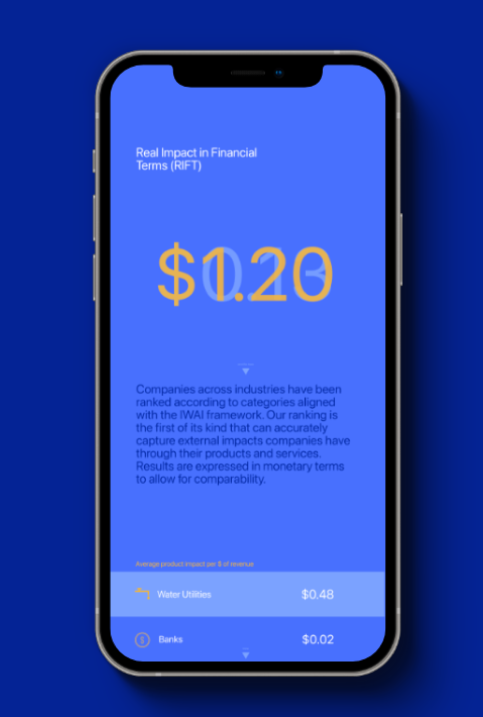 Real Impact in Financial
Terms (RIFT)
$1.20
0.13
Companies across industries have been
ranked according to categories aligned
with the IWAI framework. Our ranking is
the first of its kind that can accurately
capture external impacts companies have
through their products and services.
Results are expressed in monetary terms
to allow for comparability.
Average product impact per $ of revenue
Water Utilities $0.48
$ Banks $0.02